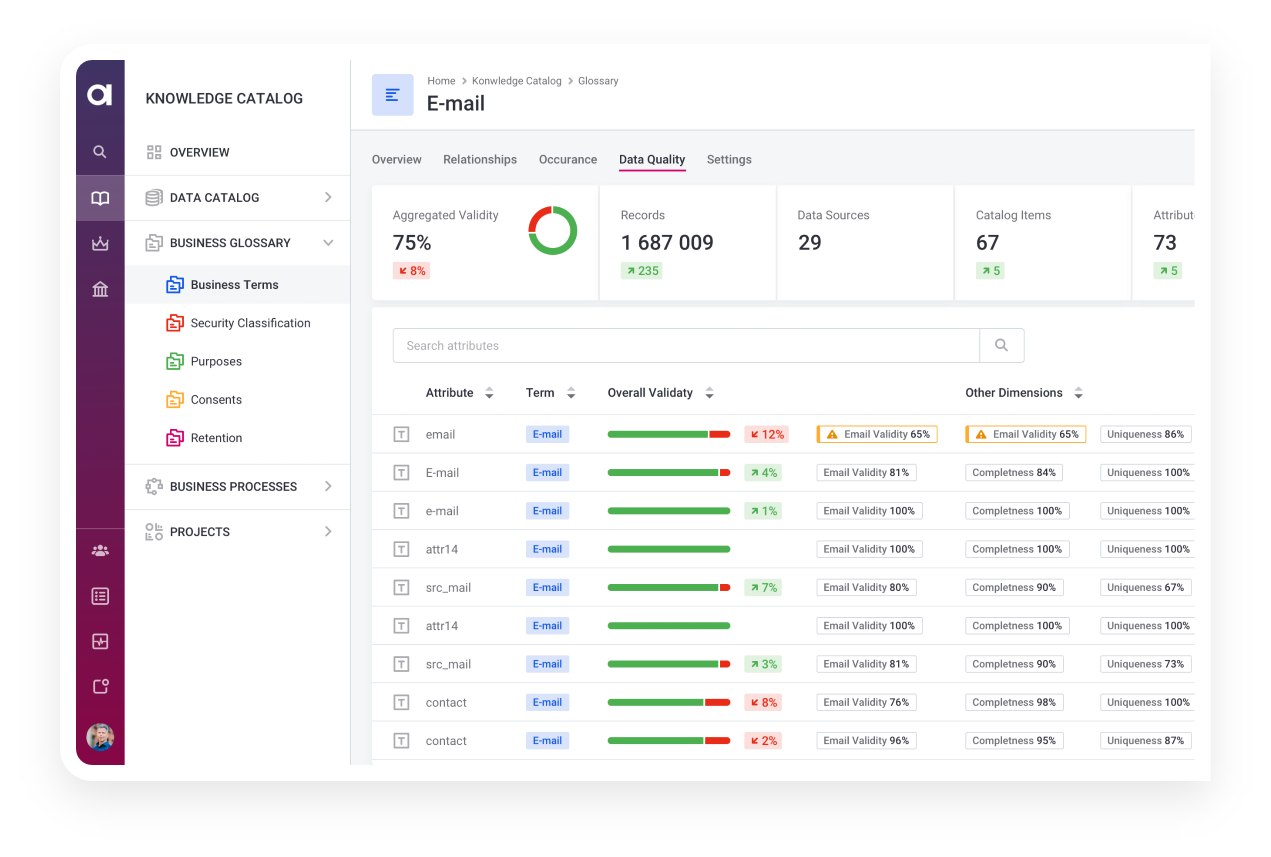 a
KNOWLEDGE CATALOG
OVERVIEW
DATA CATALOG
BUSINESS GLOSSARY
Business Terms
Security Classification
Purposes
Consents
Retention
BUSINESS PROCESSES
PROJECTS
Home > Konwledge Catalog > Glossary
E-mail
Overview Relationships Occurance Data Quality Settings
Aggregated Validity
75%
8%
Records
1 687 009
235
Data Sources
29
Catalog Items
67
5
Attribut
73
5
Search attributes
Attribute Term Overall Validaty Other Dimensions
T email E-mail 12% Email Validity 65% Email Validity 65% Uniqueness 86%
T E-mail E-mail 4% Email Validity 81% Completness 84% Uniqueness 100%
T e-mail E-mail 1% Email Validity 100% Completness 100% Uniqueness 100%
T attr14 E-mail Email Validity 100% Completness 100% Uniqueness 100%
T src_mail E-mail 7% Email Validity 80% Completness 90% Uniqueness 67%
T attr14 E-mail Email Validity 100% Completness 100% Uniqueness 100%
T src_mail E-mail 3% Email Validity 81% Completness 90% Uniqueness 73%
T contact E-mail 8% Email Validity 76% Completness 98% Uniqueness 100%
T contact E-mail 2% Email Validity 96% Completness 95% Uniqueness 87%